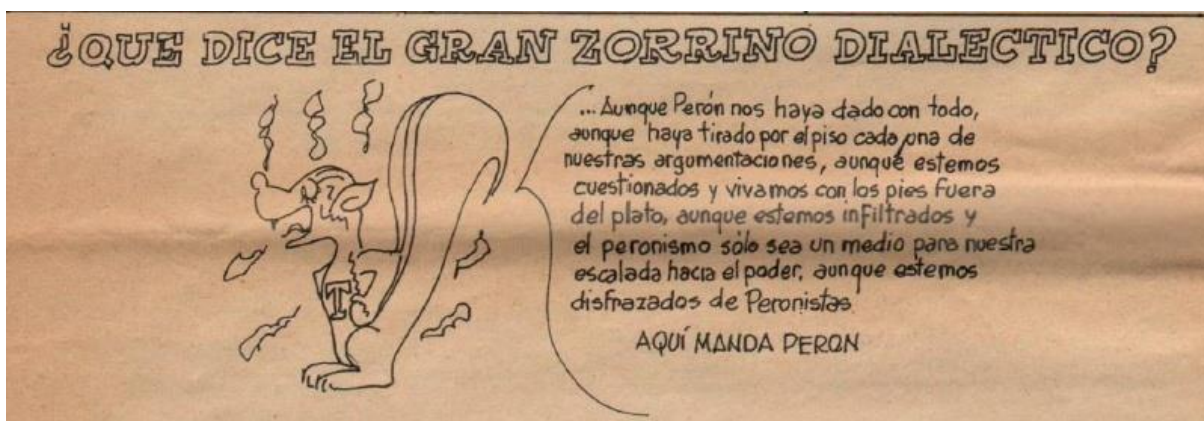 ¿QUE DICE EL GRAN ZORRINO DIALECTICO?
... Aunque Perón nos haya dado con todo,
aunque haya tirado por el piso cada una de
nuestras argumentaciones, aunque estemos
cuestionados y vivamos con los pies fuera
del plato, aunque estemos infiltrados y
el peronismo sólo sea un medio para nuestra
escalada hacia el poder, aunque estemos
disfrazados de Peronistas
AQUÍ MANDA PERON
T